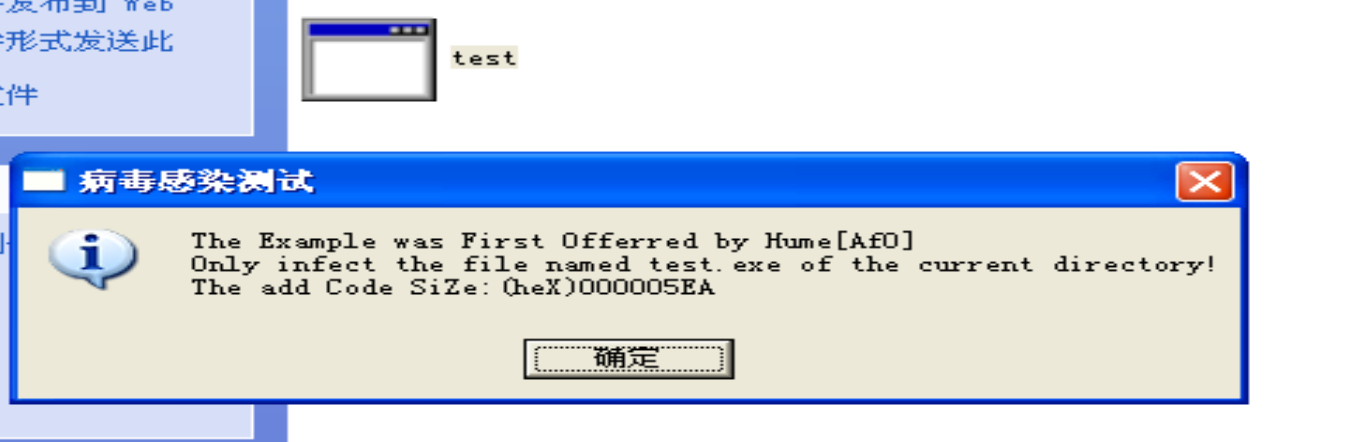 发布到 Web
形式发送此
件
test
病毒感染测试
The Example was First Offerred by Hume[AfO]
Only infect the file named test.exe of the current directory!
The add Code SiZe:(heX)000005EA
确定